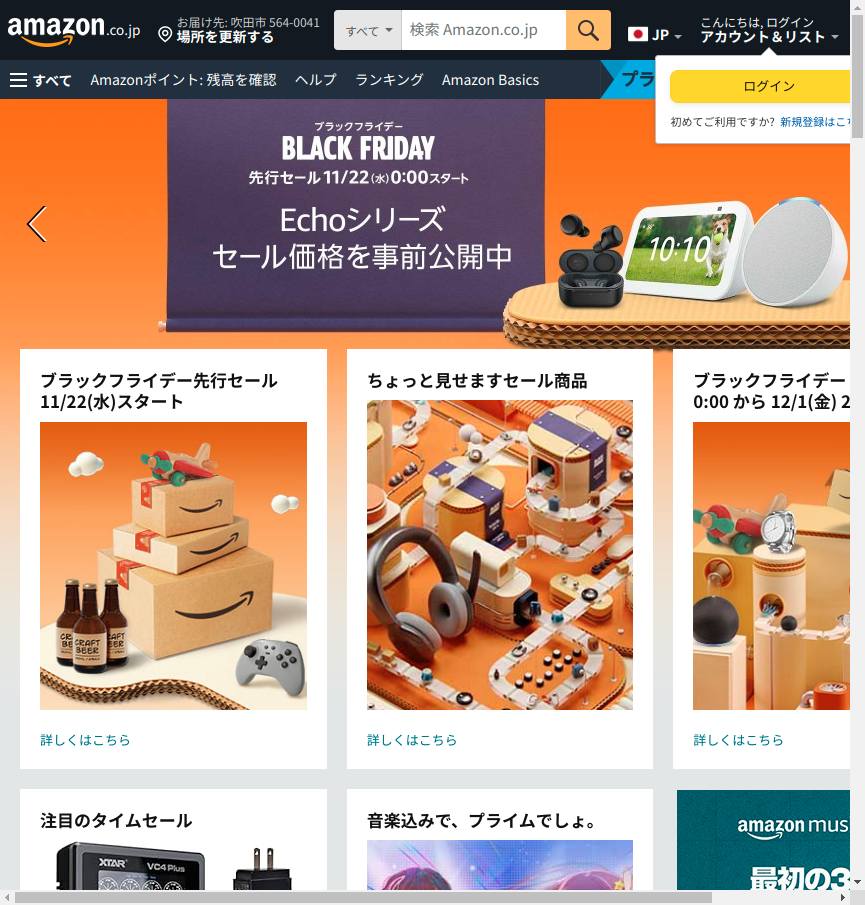 amazon.co.jp
お届け先: 吹田市 564-0041
場所を更新する
すべて
検索 Amazon.co.jp
JP
こんにちは, ログイン
アカウント＆リスト
すべて
Amazonポイント: 残高を確認
ヘルプ
ランキング
Amazon Basics
プラ
ログイン
初めてご利用ですか? 新規登録はこち
ブラックフライデー
BLACK FRIDAY
先行セール 11/22(水)0:00スタート
Echoシリーズ
セール価格を事前公開中
10:10
ブラックフライデー先行セール
11/22(水)スタート
CRAFT
BEER
詳しくはこちら
ちょっと見せますセール商品
詳しくはこちら
ブラックフライデー
0:00 から 12/1(金) 2
詳しくはこちら
注目のタイムセール
XTAR
VC4 Plus
音楽込みで、プライムでしょ。
amazon mus
最初の3